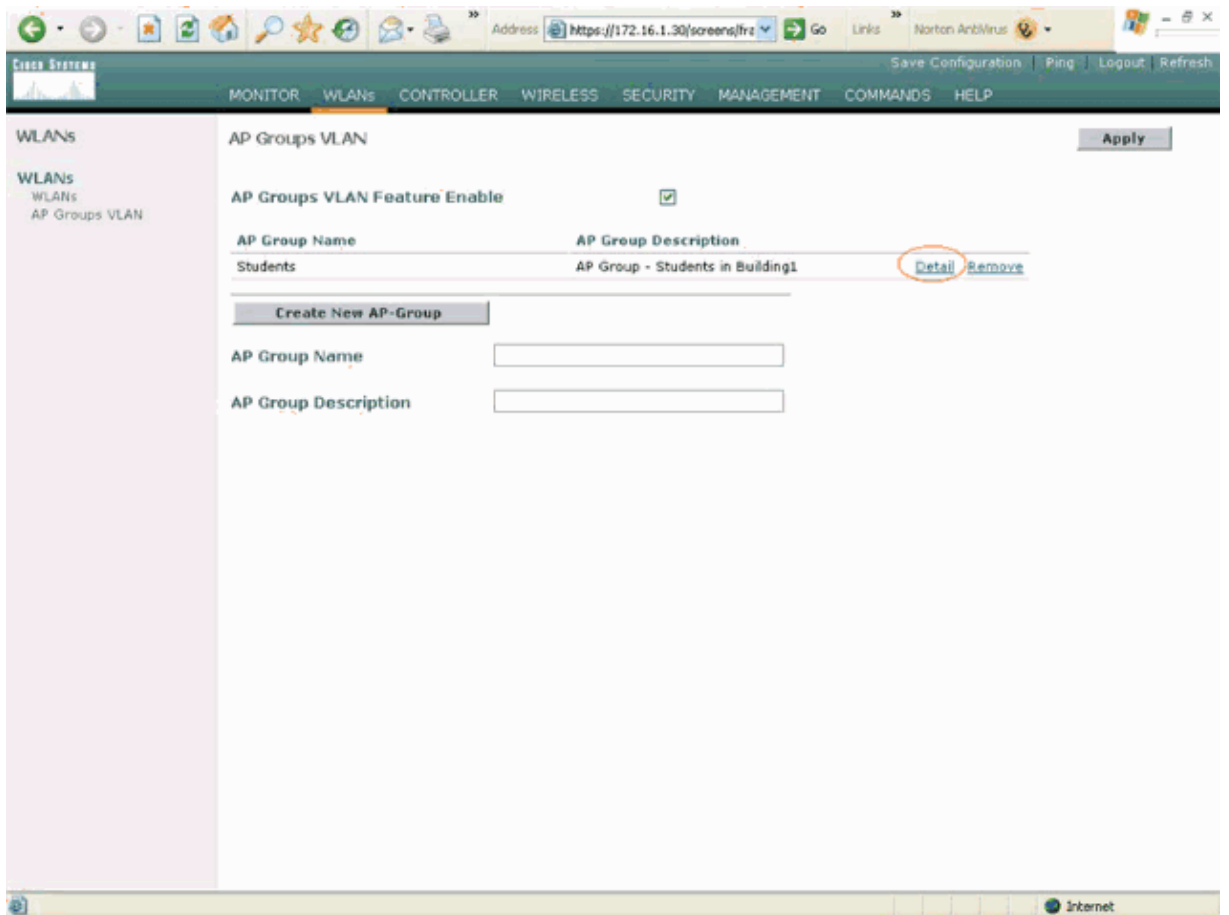 Address https://172.16.1.30/screens/fra Go Links Norton AntiVirus
CISCO SYSTEMS
Save Configuration Ping Logout Refresh
MONITOR WLANs CONTROLLER WIRELESS SECURITY MANAGEMENT COMMANDS HELP
WLANs
WLANs
WLANs
AP Groups VLAN
AP Groups VLAN
Apply
AP Groups VLAN Feature Enable
AP Group Name AP Group Description
Students AP Group - Students in Building1 Detail Remove
Create New AP-Group
AP Group Name
AP Group Description
Internet